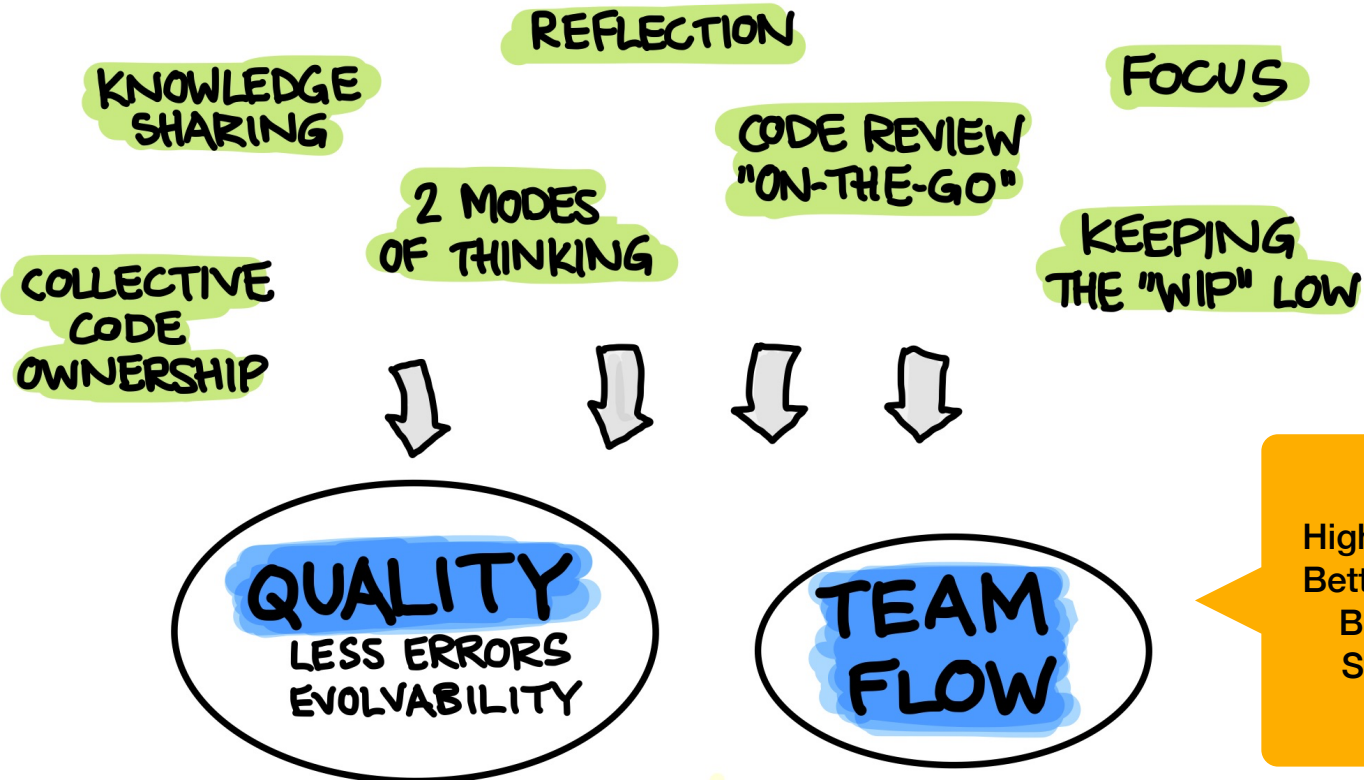 REFLECTION
KNOWLEDGE
SHARING
FOCUS
CODE REVIEW
"ON-THE-GO"
2 MODES
OF THINKING
KEEPING
THE "WIP" LOW
COLLECTIVE
CODE
OWNERSHIP
QUALITY
LESS ERRORS
EVOLVABILITY
TEAM
FLOW
High